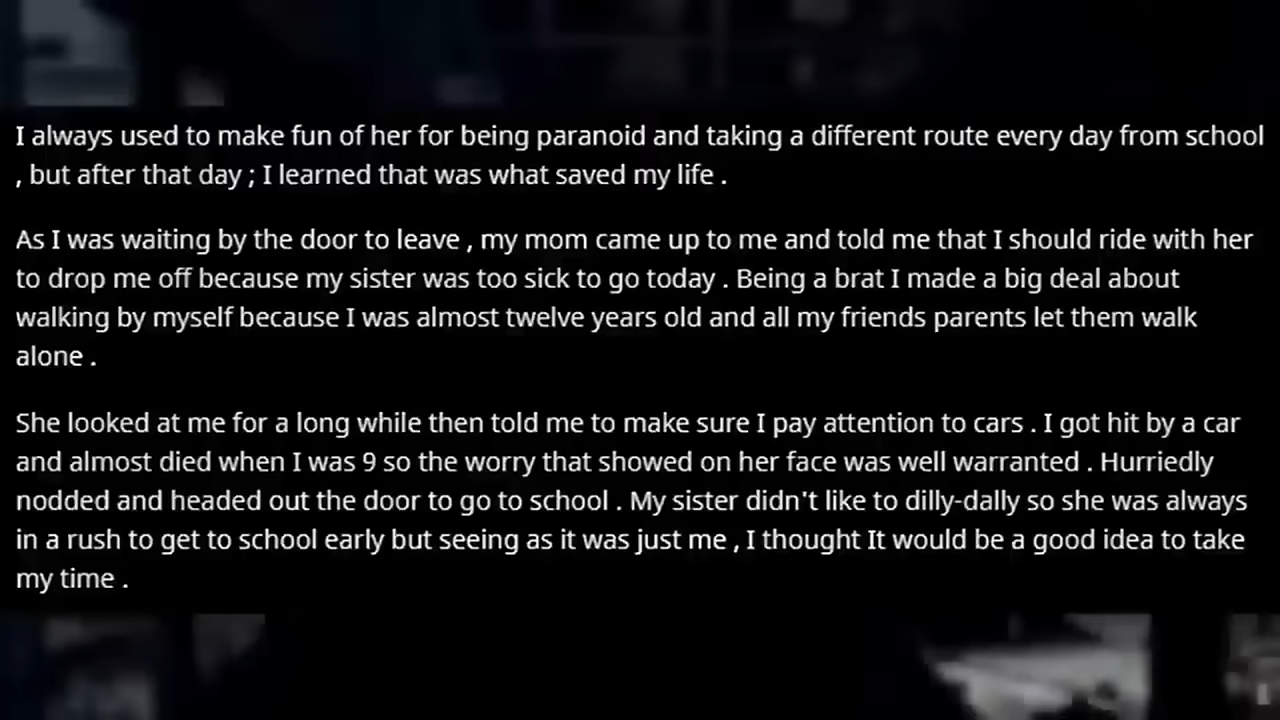 I always used to make fun of her for being paranoid and taking a different route every day from school
, but after that day ; I learned that was what saved my life .
As I was waiting by the door to leave , my mom came up to me and told me that I should ride with her
to drop me off because my sister was too sick to go today . Being a brat I made a big deal about
walking by myself because I was almost twelve years old and all my friends parents let them walk
alone .
She looked at me for a long while then told me to make sure I pay attention to cars . I got hit by a car
and almost died when I was 9 so the worry that showed on her face was well warranted . Hurriedly
nodded and headed out the door to go to school . My sister didn't like to dilly-dally so she was always
in a rush to get to school early but seeing as it was just me , I thought It would be a good idea to take
my time .